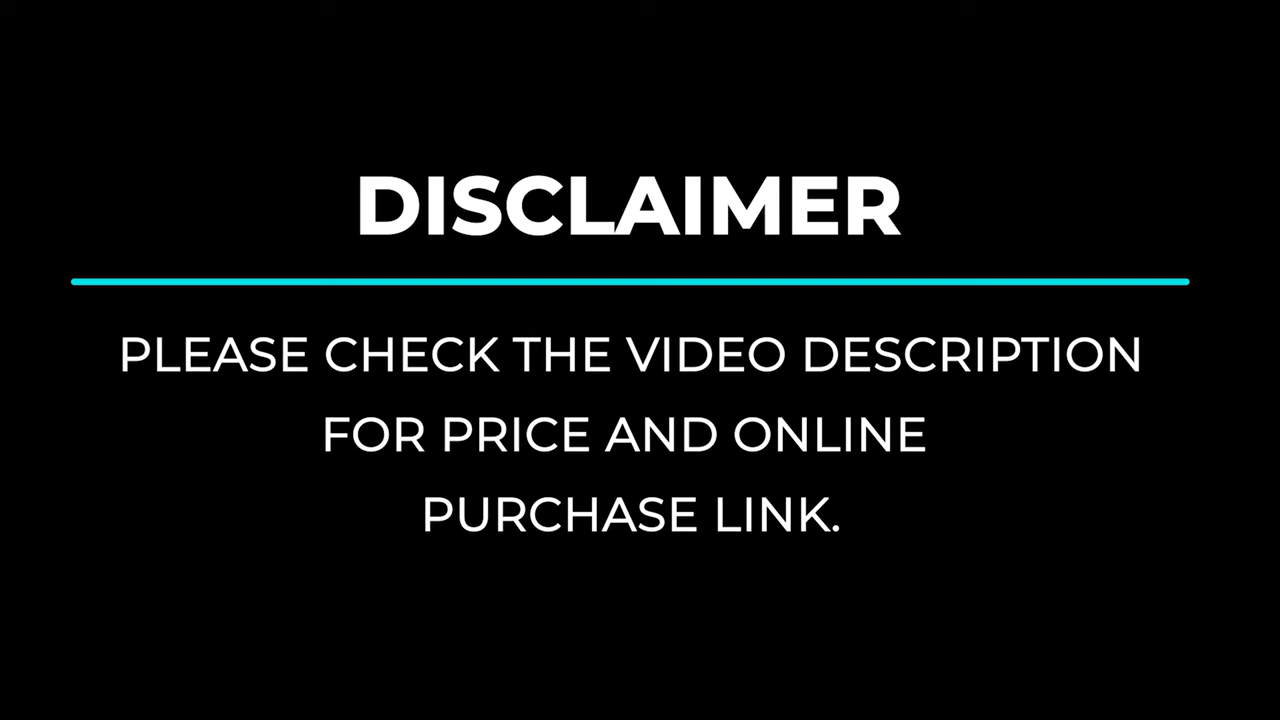 DISCLAIMER
PLEASE CHECK THE VIDEO DESCRIPTION
FOR PRICE AND ONLINE
PURCHASE LINK.